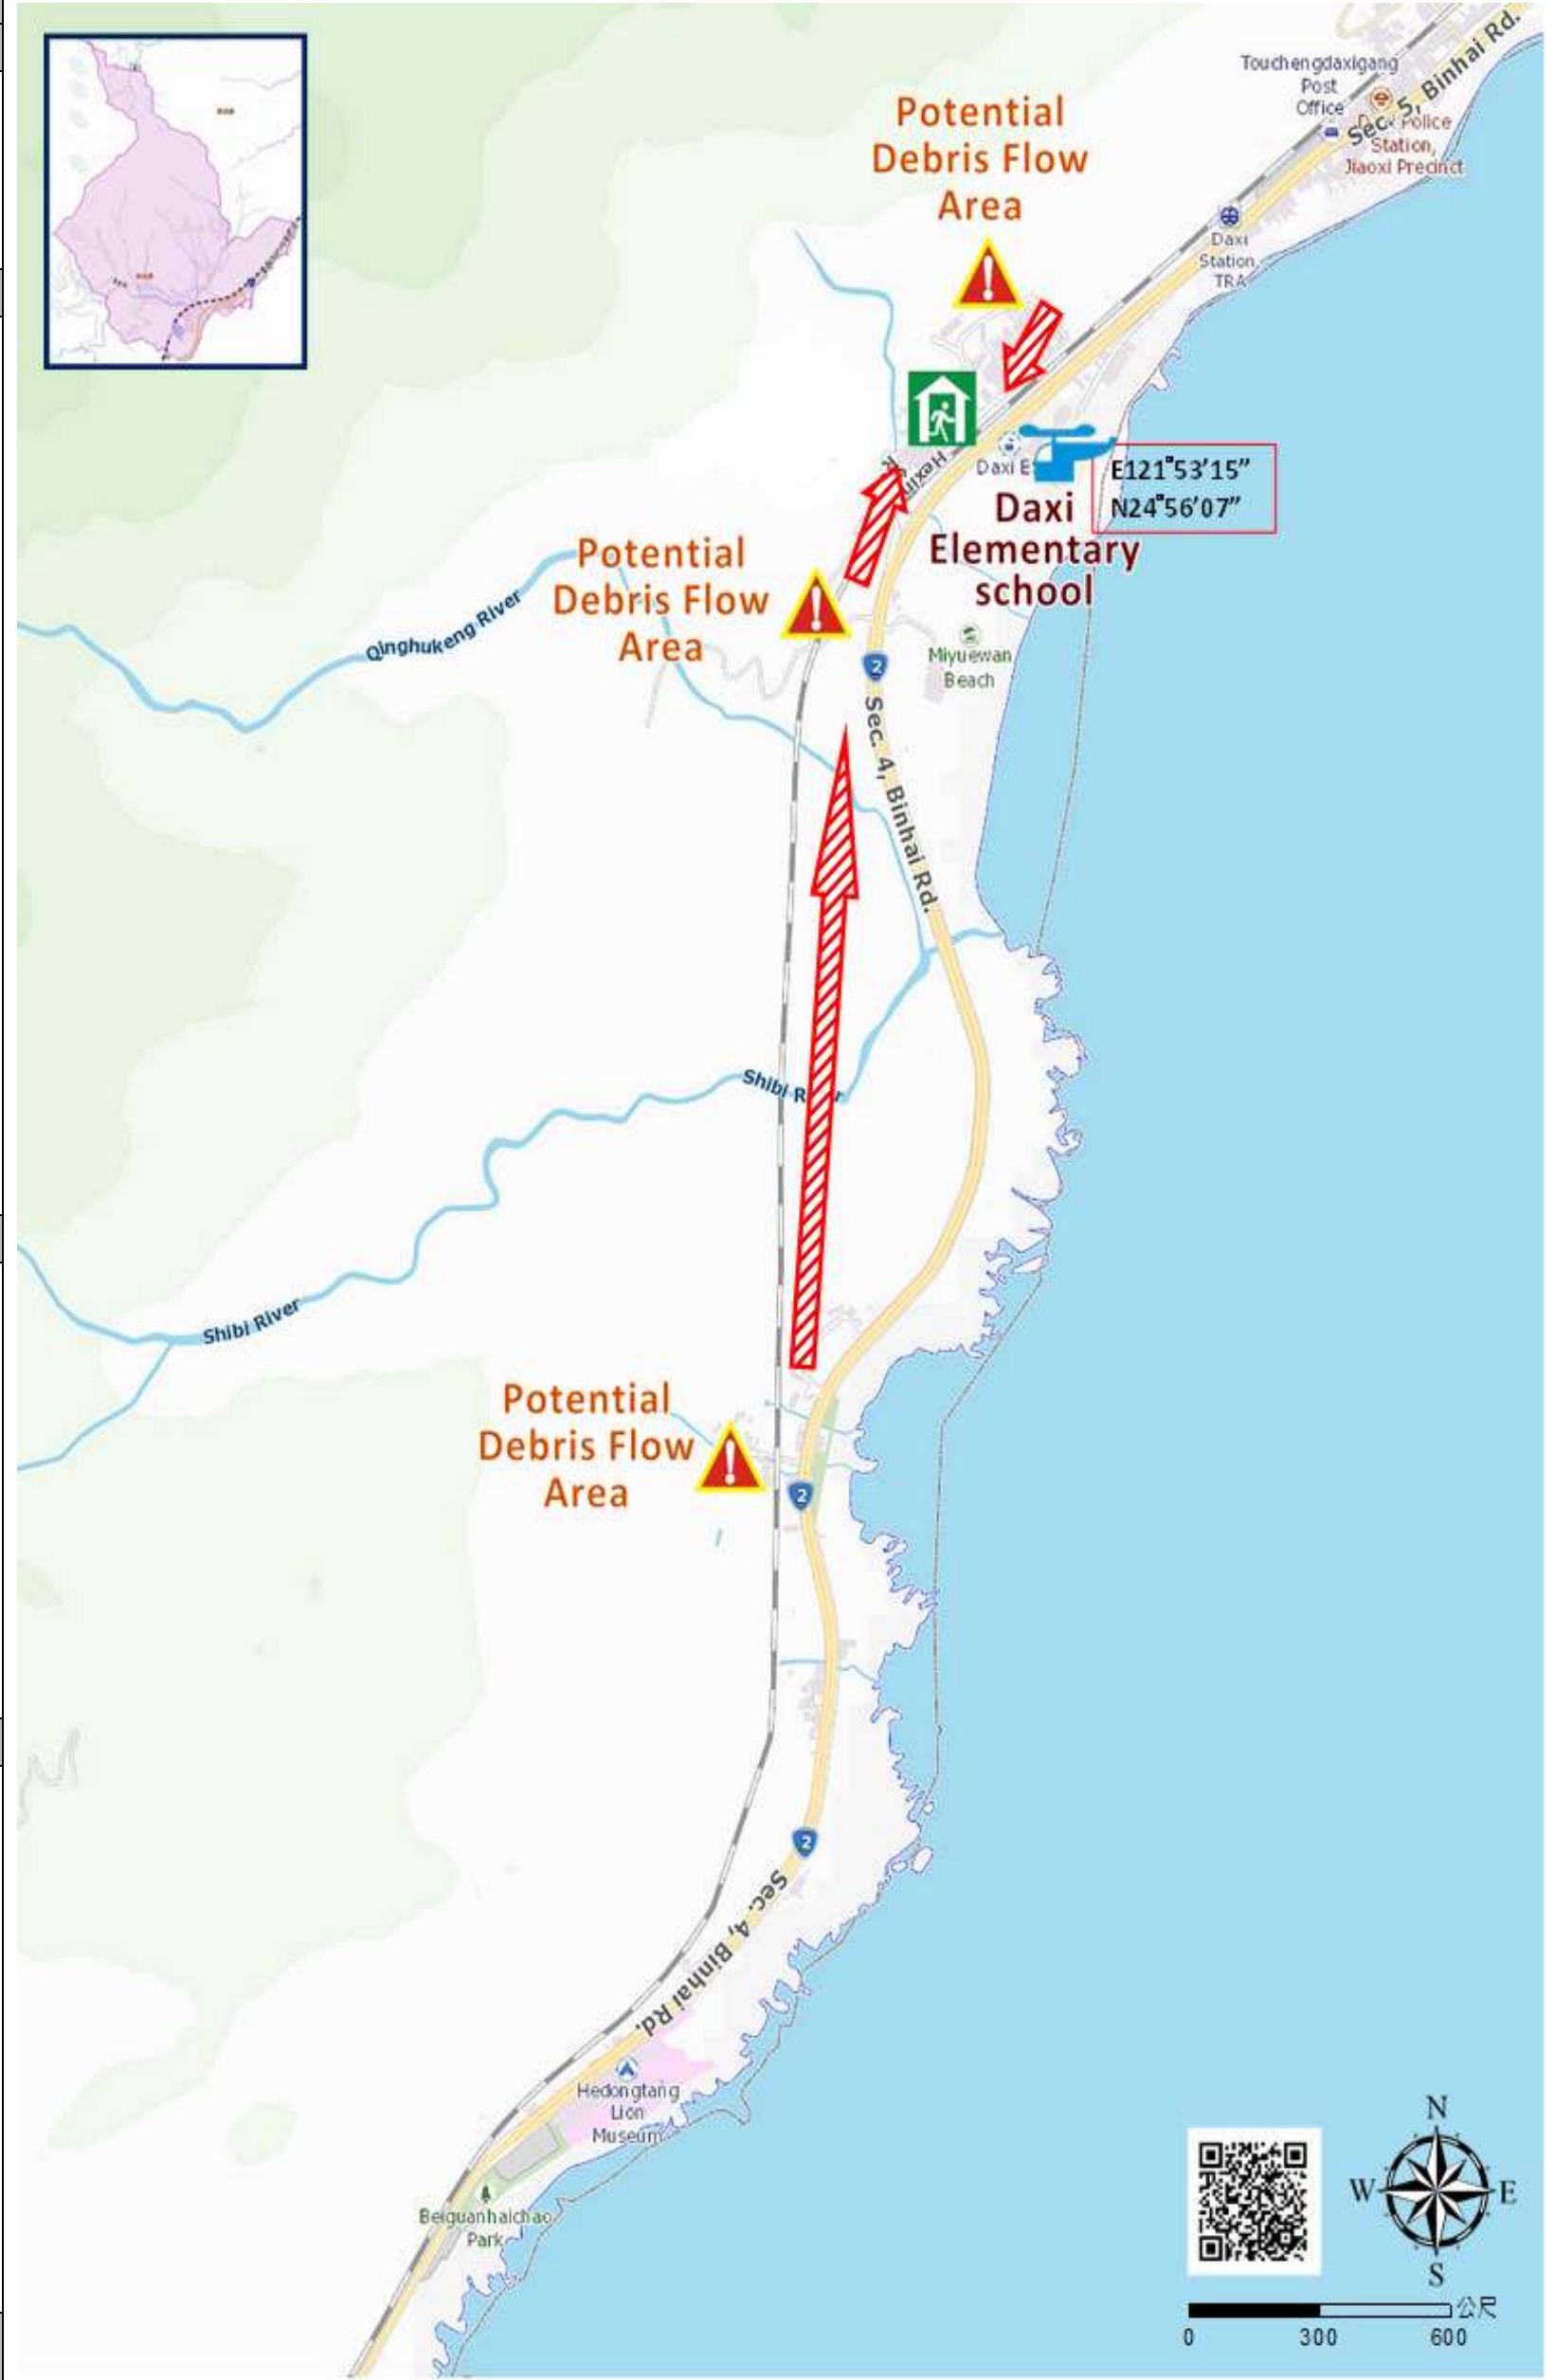 Touchengdaxigang
Post
Office
Sec. 5, Binhai Rd.
Police
Station,
Jiaoxi Precinct
Potential
Debris Flow
Area
Daxi
Station,
TRA
Hexing
Daxi E
E121°53′15″
N24°56′07″
Daxi
Elementary
school
Potential
Debris Flow
Area
Qinghukeng River
Miyuewan
Beach
2
Sec. 4, Binhai Rd.
Shibi River
Shibi River
Potential
Debris Flow
Area
2
2
Sec. 4, Binhai Rd.
Hedongtang
Lion
Museum
Beiguanhaichao
Park
N
W
E
S
公尺
0 300 600